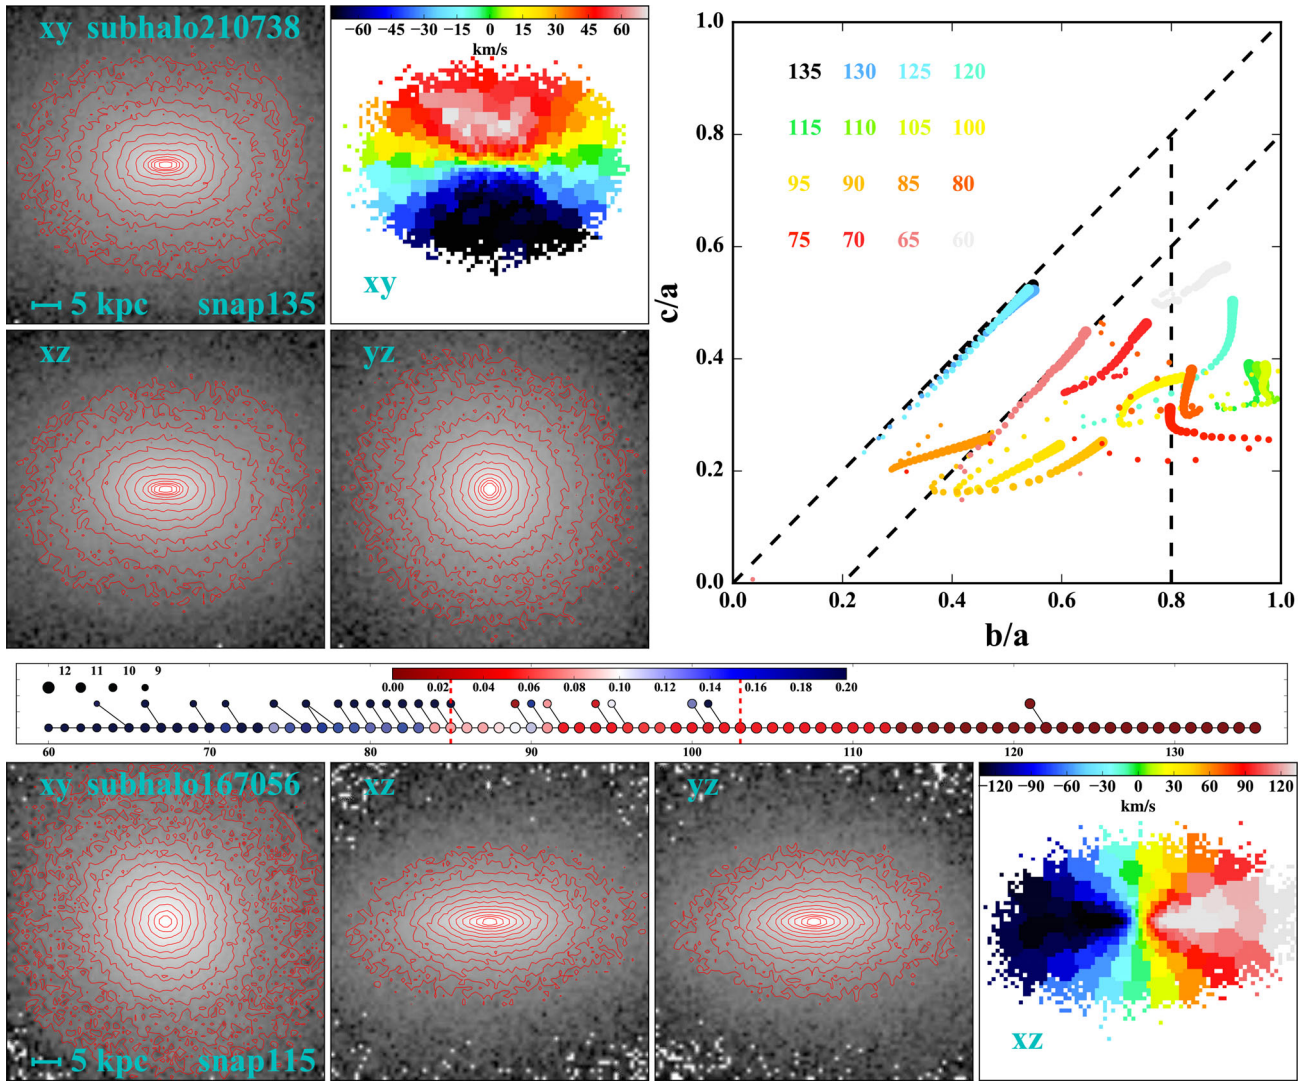 xy subhalo210738
5 kpc snap135
−60 −45 −30 −15 0 15 30 45 60
km/s
xy
1.0
0.8
0.6
0.4
0.2
0.0
c/a
135 130 125 120
115 110 105 100
95 90 85 80
75 70 65 60
0.0 0.2 0.4 0.6 0.8 1.0
b/a
xz
yz
12 11 10 9
0.00 0.02 0.04 0.06 0.08 0.10 0.12 0.14 0.16 0.18 0.20
60 70 80 90 100 110 120 130
xy subhalo167056
5 kpc snap115
xz
yz
−120 −90 −60 −30 0 30 60 90 120
km/s
xz